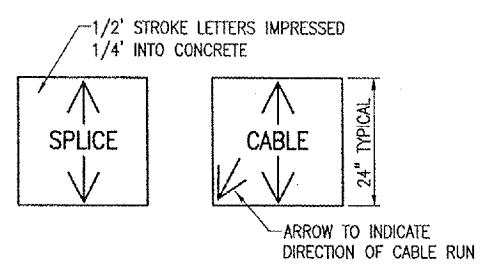 1/2' STROKE LETTERS IMPRESSED
1/4' INTO CONCRETE
SPLICE
CABLE
24" TYPICAL
ARROW TO INDICATE
DIRECTION OF CABLE RUN